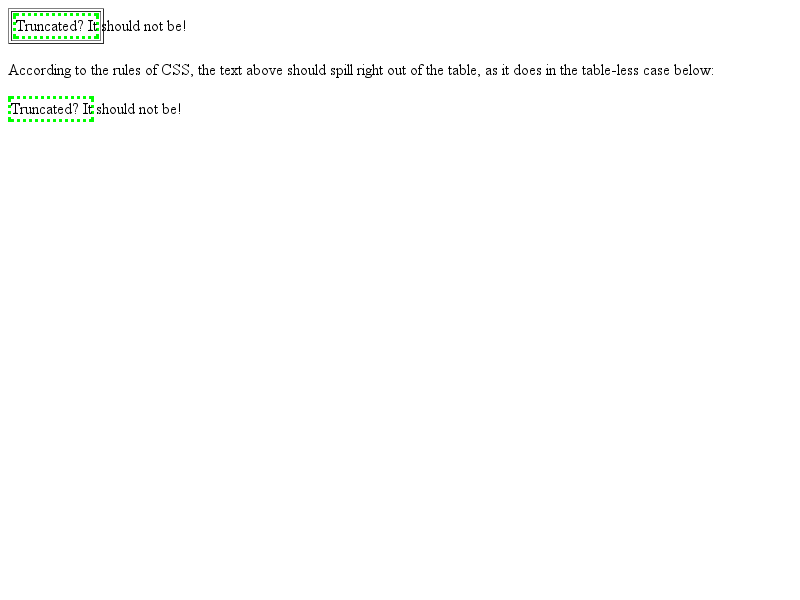 Truncated? It should not be!
According to the rules of CSS, the text above should spill right out of the table, as it does in the table-less case below:
Truncated? It should not be!